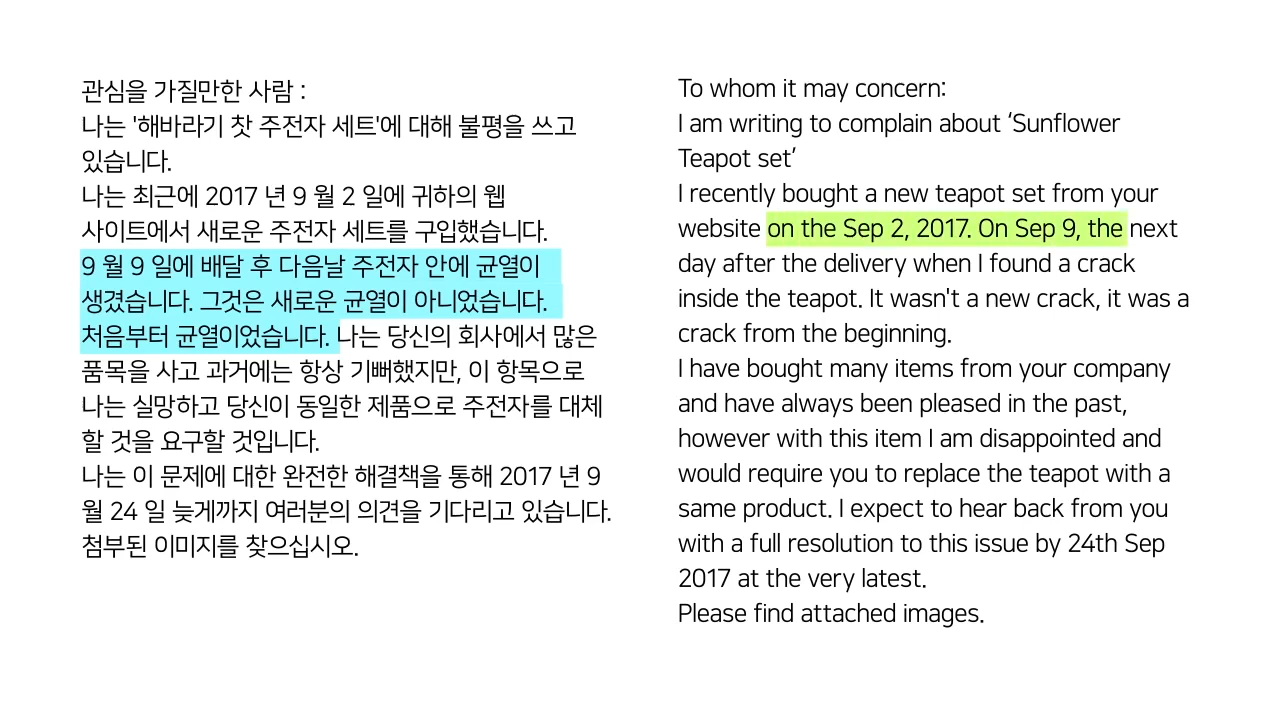 관심을 가질만한 사람 :
나는 '해바라기 찻 주전자 세트'에 대해 불평을 쓰고
있습니다.
나는 최근에 2017 년 9 월 2 일에 귀하의 웹
사이트에서 새로운 주전자 세트를 구입했습니다.
9 월 9 일에 배달 후 다음날 주전자 안에 균열이
생겼습니다. 그것은 새로운 균열이 아니었습니다.
처음부터 균열이었습니다. 나는 당신의 회사에서 많은
품목을 사고 과거에는 항상 기뻐했지만, 이 항목으로
나는 실망하고 당신이 동일한 제품으로 주전자를 대체
할 것을 요구할 것입니다.
나는 이 문제에 대한 완전한 해결책을 통해 2017 년 9
월 24 일 늦게까지 여러분의 의견을 기다리고 있습니다.
첨부된 이미지를 찾으십시오.
To whom it may concern:
I am writing to complain about ‘Sunflower
Teapot set’
I recently bought a new teapot set from your
website on the Sep 2, 2017. On Sep 9, the next
day after the delivery when I found a crack
inside the teapot. It wasn't a new crack, it was a
crack from the beginning.
I have bought many items from your company
and have always been pleased in the past,
however with this item I am disappointed and
would require you to replace the teapot with a
same product. I expect to hear back from you
with a full resolution to this issue by 24th Sep
2017 at the very latest.
Please find attached images.